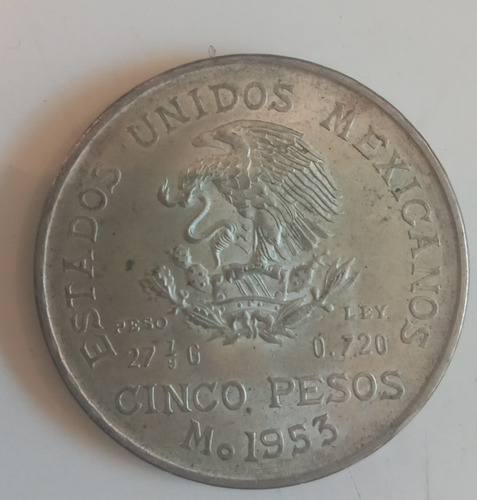 ESTADOS UNIDOS MEXICANOS
PESO LEY
27 7/9 G 0.720
CINCO PESOS
Mo 1953